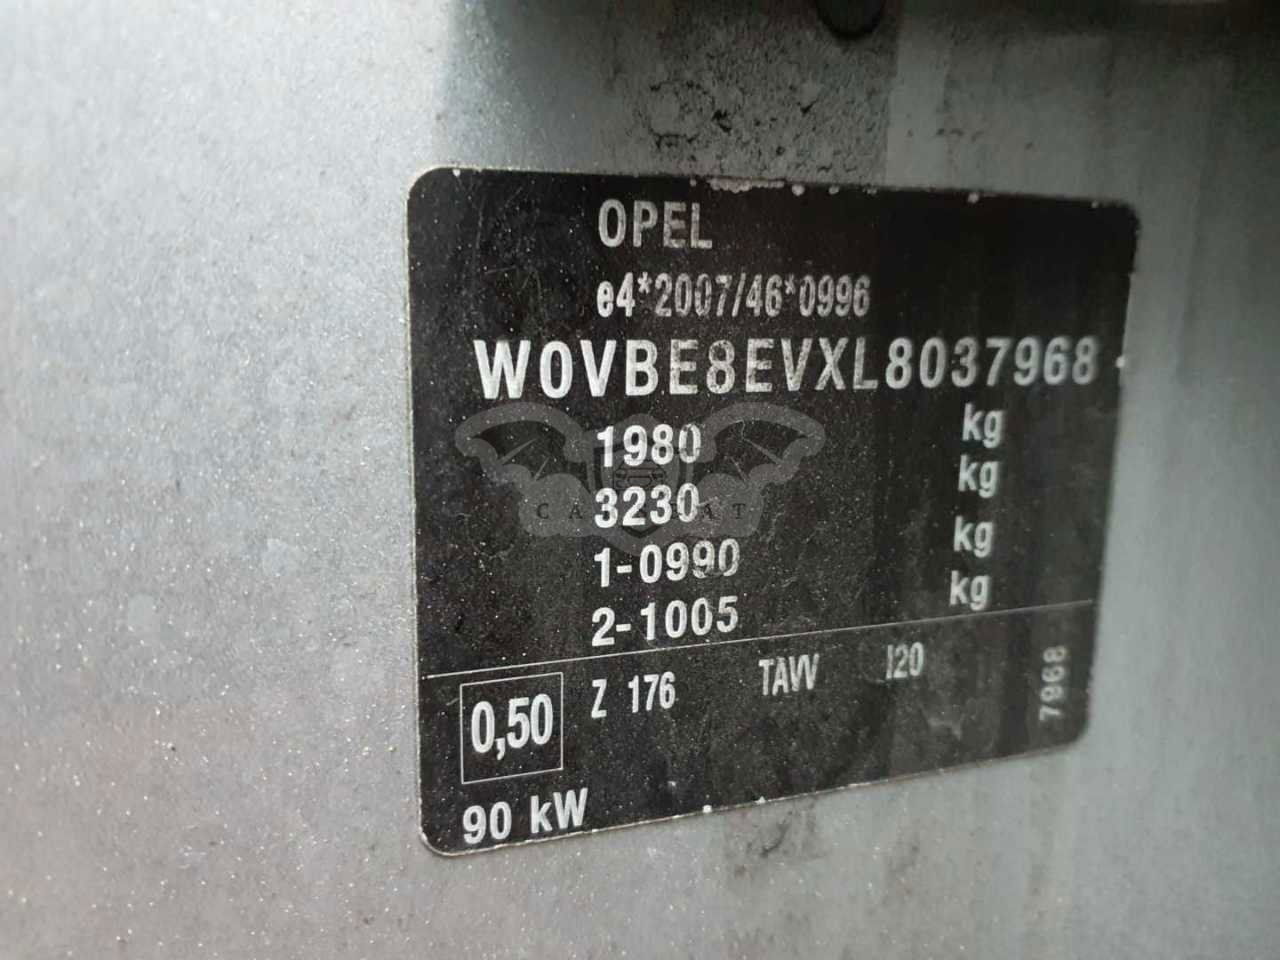 OPEL
e4*2007/46*0996
W0VBE8EVXL8037968
1980 kg
3230 kg
1-0990 kg
2-1005 kg
0,50 Z 176 TAVV I20
7968
90 kW